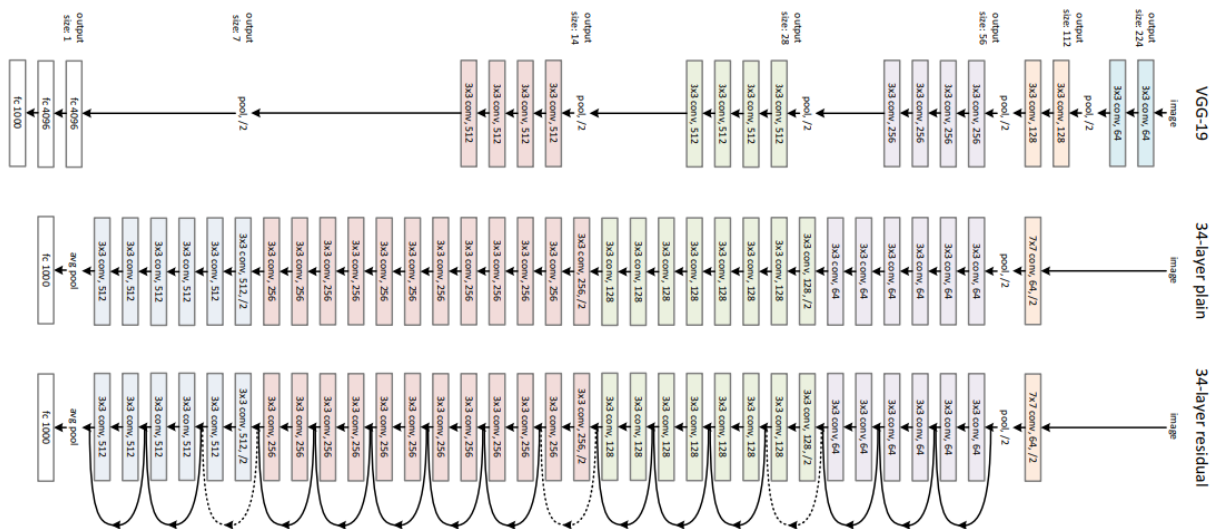 output
size: 224
output
size: 112
output
size: 56
output
size: 28
output
size: 14
output
size: 7
output
size: 1
VGG-19
image
3x3 conv, 64
3x3 conv, 64
pool, /2
3x3 conv, 128
3x3 conv, 128
pool, /2
3x3 conv, 256
3x3 conv, 256
3x3 conv, 256
3x3 conv, 256
pool, /2
3x3 conv, 512
3x3 conv, 512
3x3 conv, 512
3x3 conv, 512
pool, /2
3x3 conv, 512
3x3 conv, 512
3x3 conv, 512
3x3 conv, 512
pool, /2
fc 4096
fc 4096
fc 1000
34-layer plain
image
7x7 conv, 64, /2
pool, /2
3x3 conv, 64
3x3 conv, 64
3x3 conv, 64
3x3 conv, 64
3x3 conv, 64
3x3 conv, 64
3x3 conv, 128, /2
3x3 conv, 128
3x3 conv, 128
3x3 conv, 128
3x3 conv, 128
3x3 conv, 128
3x3 conv, 128
3x3 conv, 128
3x3 conv, 256, /2
3x3 conv, 256
3x3 conv, 256
3x3 conv, 256
3x3 conv, 256
3x3 conv, 256
3x3 conv, 256
3x3 conv, 256
3x3 conv, 256
3x3 conv, 256
3x3 conv, 256
3x3 conv, 256
3x3 conv, 512, /2
3x3 conv, 512
3x3 conv, 512
3x3 conv, 512
3x3 conv, 512
3x3 conv, 512
avg pool
fc 1000
34-layer residual
image
7x7 conv, 64, /2
pool, /2
3x3 conv, 64
3x3 conv, 64
3x3 conv, 64
3x3 conv, 64
3x3 conv, 64
3x3 conv, 64
3x3 conv, 128, /2
3x3 conv, 128
3x3 conv, 128
3x3 conv, 128
3x3 conv, 128
3x3 conv, 128
3x3 conv, 128
3x3 conv, 128
3x3 conv, 256, /2
3x3 conv, 256
3x3 conv, 256
3x3 conv, 256
3x3 conv, 256
3x3 conv, 256
3x3 conv, 256
3x3 conv, 256
3x3 conv, 256
3x3 conv, 256
3x3 conv, 256
3x3 conv, 256
3x3 conv, 512, /2
3x3 conv, 512
3x3 conv, 512
3x3 conv, 512
3x3 conv, 512
3x3 conv, 512
avg pool
fc 1000